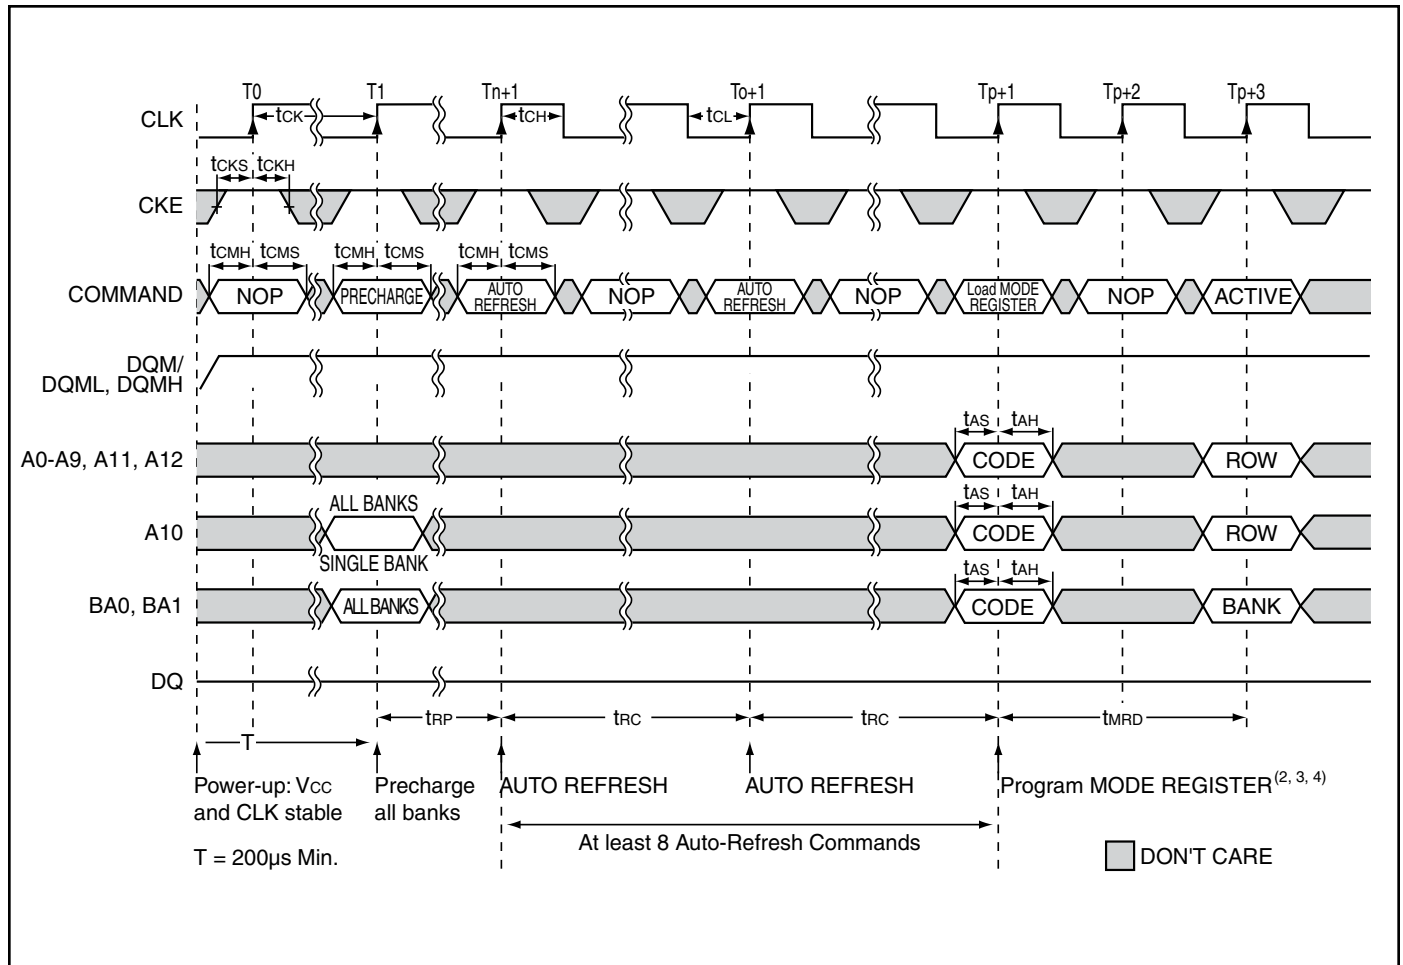 T0 T1 Tn+1 To+1 Tp+1 Tp+2 Tp+3
CLK tCK tCH tCL
tCKS tCKH
CKE
tCMH tCMS tCMH tCMS tCMH tCMS
COMMAND NOP PRECHARGE AUTO REFRESH NOP AUTO REFRESH NOP Load MODE REGISTER NOP ACTIVE
DQM/
DQML, DQMH
tAS tAH
A0-A9, A11, A12 CODE ROW
ALL BANKS tAS tAH
A10 CODE ROW
SINGLE BANK tAS tAH
BA0, BA1 ALL BANKS CODE BANK
DQ
tRP tRC tRC tMRD
T
Power-up: VCC Precharge AUTO REFRESH AUTO REFRESH Program MODE REGISTER(2, 3, 4)
and CLK stable all banks
At least 8 Auto-Refresh Commands
T = 200µs Min. DON'T CARE